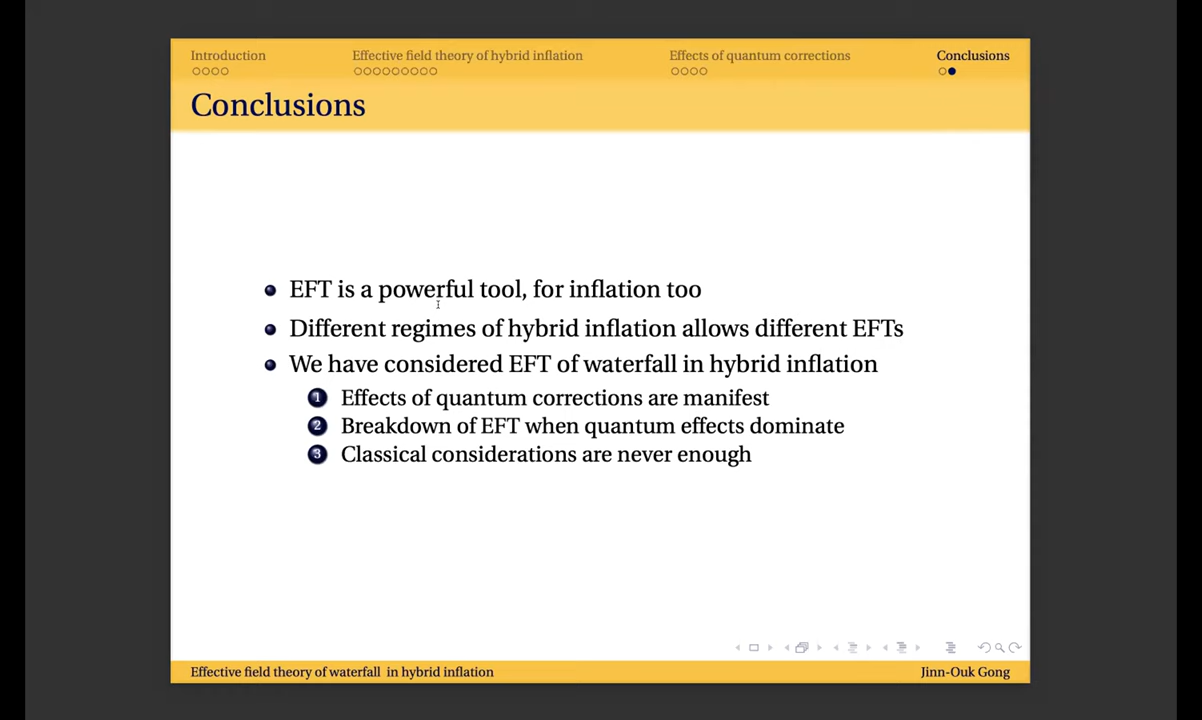 Introduction
Effective field theory of hybrid inflation
Effects of quantum corrections
Conclusions
Conclusions
EFT is a powerful tool, for inflation too
Different regimes of hybrid inflation allows different EFTs
We have considered EFT of waterfall in hybrid inflation
1 Effects of quantum corrections are manifest
2 Breakdown of EFT when quantum effects dominate
3 Classical considerations are never enough
Effective field theory of waterfall in hybrid inflation
Jinn-Ouk Gong